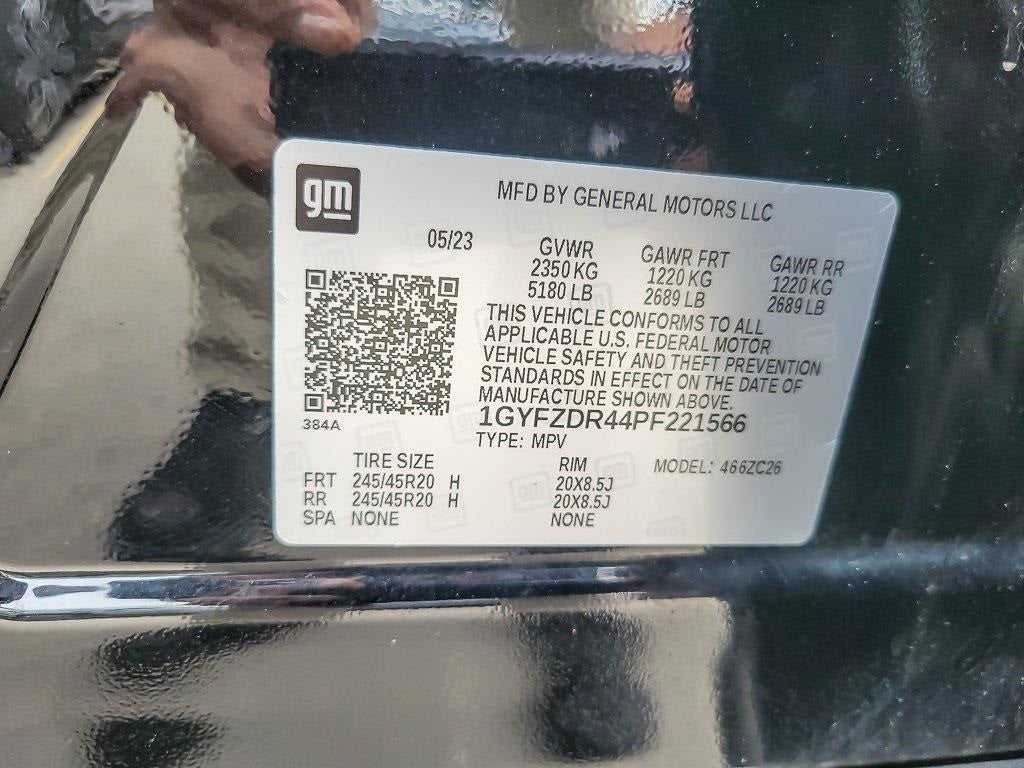 gm
MFD BY GENERAL MOTORS LLC
05/23
GVWR
2350 KG
5180 LB
GAWR FRT
1220 KG
2689 LB
GAWR RR
1220 KG
2689 LB
THIS VEHICLE CONFORMS TO ALL
APPLICABLE U.S. FEDERAL MOTOR
VEHICLE SAFETY AND THEFT PREVENTION
STANDARDS IN EFFECT ON THE DATE OF
MANUFACTURE SHOWN ABOVE.
1GYFZDR44PF221566
384A
TYPE: MPV
TIRE SIZE
RIM
MODEL: 466ZC26
FRT 245/45R20 H 20X8.5J
RR 245/45R20 H 20X8.5J
SPA NONE NONE